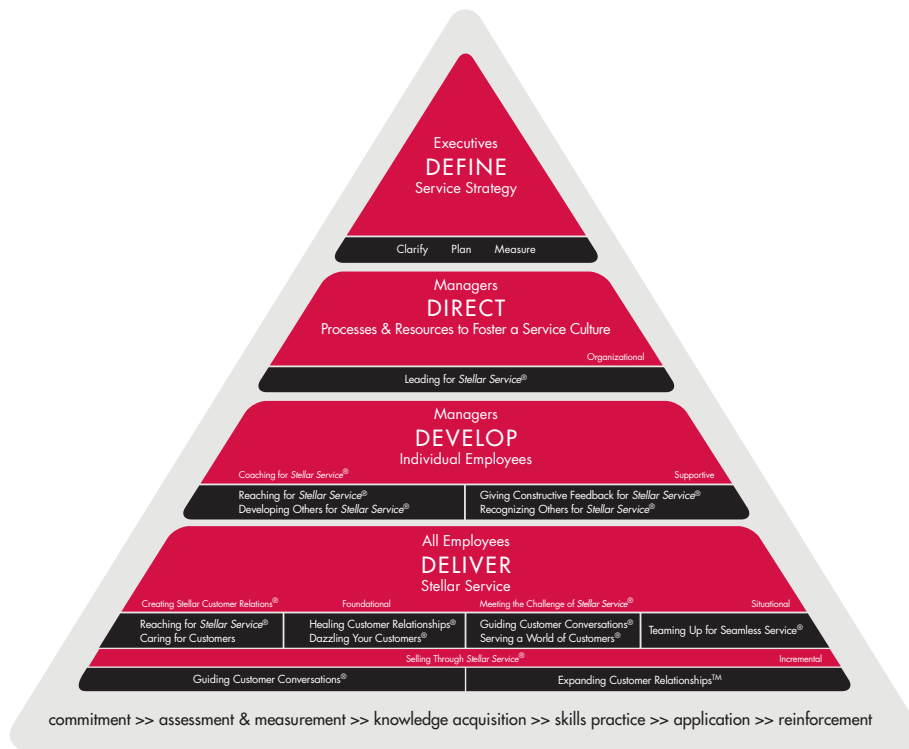 Executives
DEFINE
Service Strategy
Clarify Plan Measure
Managers
DIRECT
Processes & Resources to Foster a Service Culture
Organizational
Leading for Stellar Service®
Managers
DEVELOP
Individual Employees
Coaching for Stellar Service® Supportive
Reaching for Stellar Service®
Developing Others for Stellar Service®
Giving Constructive Feedback for Stellar Service®
Recognizing Others for Stellar Service®
All Employees
DELIVER
Stellar Service
Creating Stellar Customer Relations® Foundational Meeting the Challenge of Stellar Service® Situational
Reaching for Stellar Service®
Caring for Customers
Healing Customer Relationships®
Dazzling Your Customers®
Guiding Customer Conversations®
Serving a World of Customers®
Teaming Up for Seamless Service®
Selling Through Stellar Service® Incremental
Guiding Customer Conversations® Expanding Customer Relationships™
commitment >> assessment & measurement >> knowledge acquisition >> skills practice >> application >> reinforcement